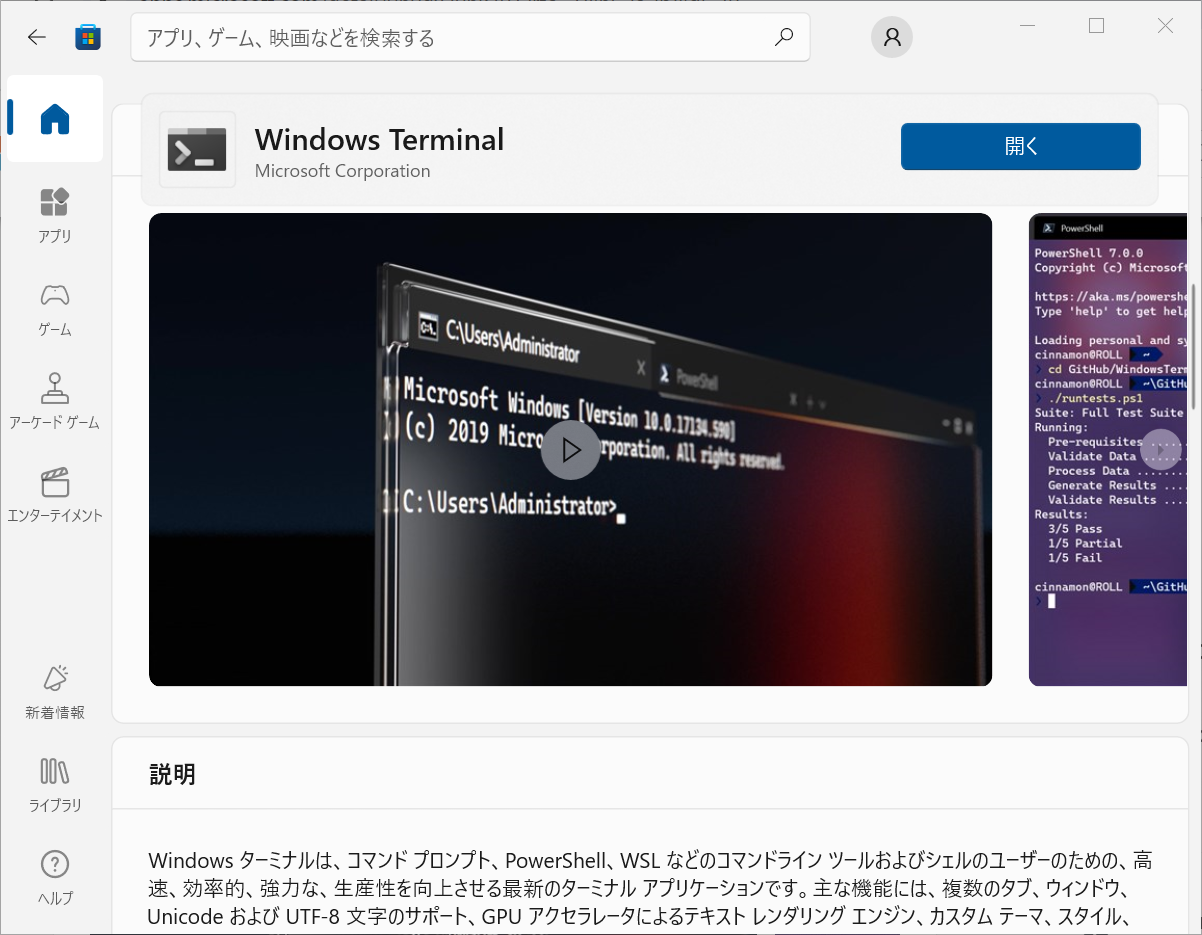 アプリ、ゲーム、映画などを検索する
Windows Terminal
Microsoft Corporation
開く
アプリ
ゲーム
アーケード ゲーム
エンターテイメント
新着情報
ライブラリ
ヘルプ
C:\Users\Administrator
PowerShell
Microsoft Windows [Version 10.0.17134.590]
(c) 2019 Micro rporation. All rights reserved.
C:\Users\Administrator>
PowerShell
PowerShell 7.0.0
Copyright (c) Microsoft
https://aka.ms/powershe
Type 'help' to get help
Loading personal and sy
cinnamon@ROLL ~
> cd GitHub/WindowsTerm
cinnamon@ROLL ~\GitHu
> ./runtests.ps1
Suite: Full Test Suite
Running:
Pre-requisites .....
Validate Data ......
Process Data .......
Generate Results ....
Validate Results ....
Results:
3/5 Pass
1/5 Partial
1/5 Fail
cinnamon@ROLL ~\GitHu
>
説明
Windows ターミナルは、コマンド プロンプト、PowerShell、WSL などのコマンドライン ツールおよびシェルのユーザーのための、高
速、効率的、強力な、生産性を向上させる最新のターミナル アプリケーションです。主な機能には、複数のタブ、ウィンドウ、
Unicode および UTF-8 文字のサポート、GPU アクセラレータによるテキスト レンダリング エンジン、カスタム テーマ、スタイル、